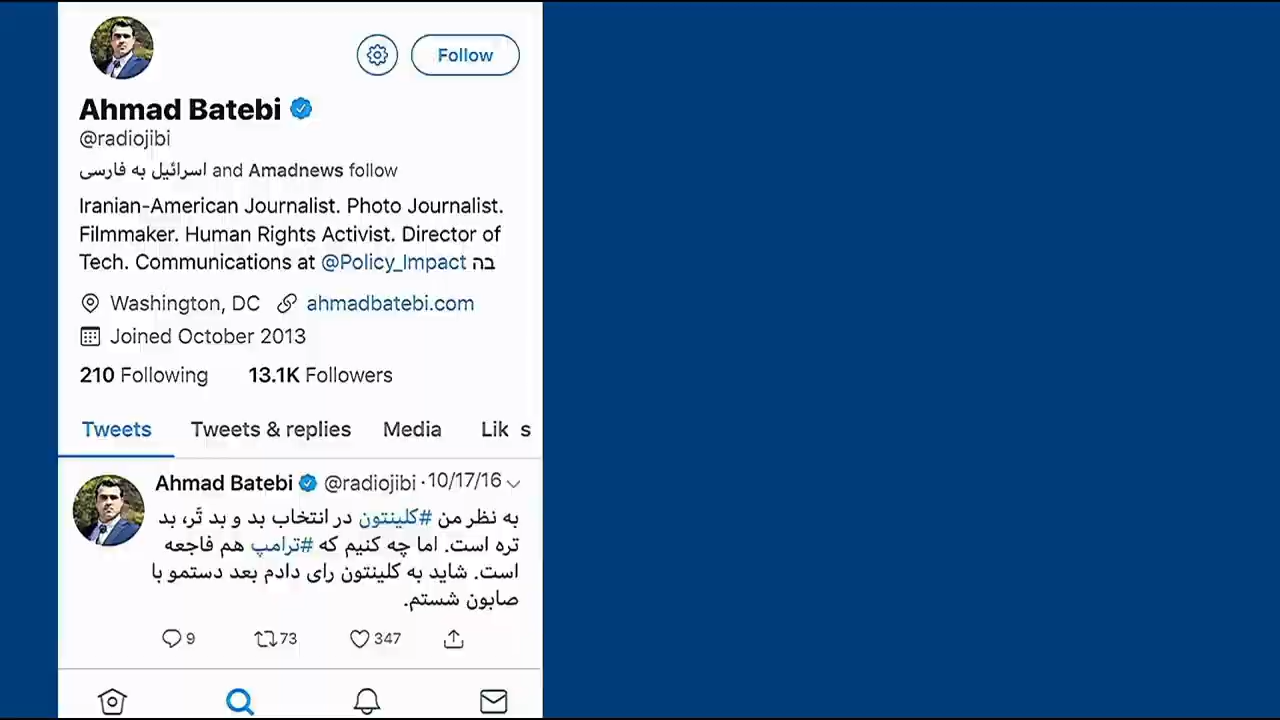 Follow
Ahmad Batebi
@radiojibi
اسرائیل به فارسی and Amadnews follow
Iranian-American Journalist. Photo Journalist.
Filmmaker. Human Rights Activist. Director of
Tech. Communications at @Policy_Impact בה
Washington, DC ahmadbatebi.com
Joined October 2013
210 Following 13.1K Followers
Tweets Tweets & replies Media Lik s
Ahmad Batebi @radiojibi · 10/17/16
به نظر من #کلینتون در انتخاب بد و بد تَر، بد
تره است. اما چه کنیم که #ترامپ هم فاجعه
است. شاید به کلینتون رای دادم بعد دستمو با
صابون شستم.
9 73 347